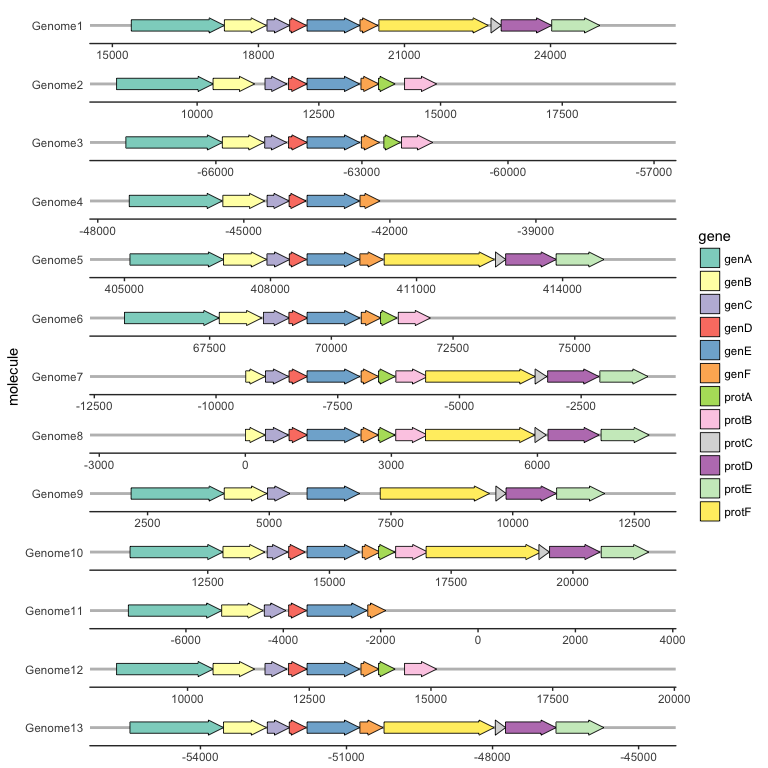 Genome1
15000 18000 21000 24000
Genome2
10000 12500 15000 17500
Genome3
-66000 -63000 -60000 -57000
Genome4
-48000 -45000 -42000 -39000
Genome5
405000 408000 411000 414000
Genome6
67500 70000 72500 75000
Genome7
-12500 -10000 -7500 -5000 -2500
Genome8
-3000 0 3000 6000
Genome9
2500 5000 7500 10000 12500
Genome10
12500 15000 17500 20000
Genome11
-6000 -4000 -2000 0 2000 4000
Genome12
10000 12500 15000 17500 20000
Genome13
-54000 -51000 -48000 -45000
molecule
gene
genA
genB
genC
genD
genE
genF
protA
protB
protC
protD
protE
protF